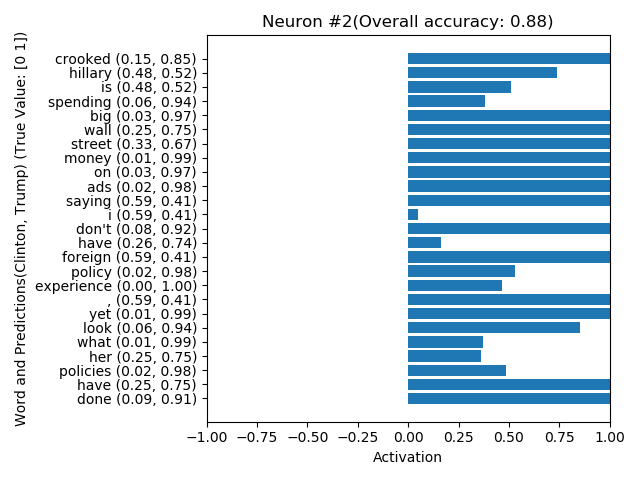 Neuron #2(Overall accuracy: 0.88)
Word and Predictions(Clinton, Trump) (True Value: [0 1])
crooked (0.15, 0.85)
hillary (0.48, 0.52)
is (0.48, 0.52)
spending (0.06, 0.94)
big (0.03, 0.97)
wall (0.25, 0.75)
street (0.33, 0.67)
money (0.01, 0.99)
on (0.03, 0.97)
ads (0.02, 0.98)
saying (0.59, 0.41)
i (0.59, 0.41)
don't (0.08, 0.92)
have (0.26, 0.74)
foreign (0.59, 0.41)
policy (0.02, 0.98)
experience (0.00, 1.00)
, (0.59, 0.41)
yet (0.01, 0.99)
look (0.06, 0.94)
what (0.01, 0.99)
her (0.25, 0.75)
policies (0.02, 0.98)
have (0.25, 0.75)
done (0.09, 0.91)
−1.00 −0.75 −0.50 −0.25 0.00 0.25 0.50 0.75 1.00
Activation